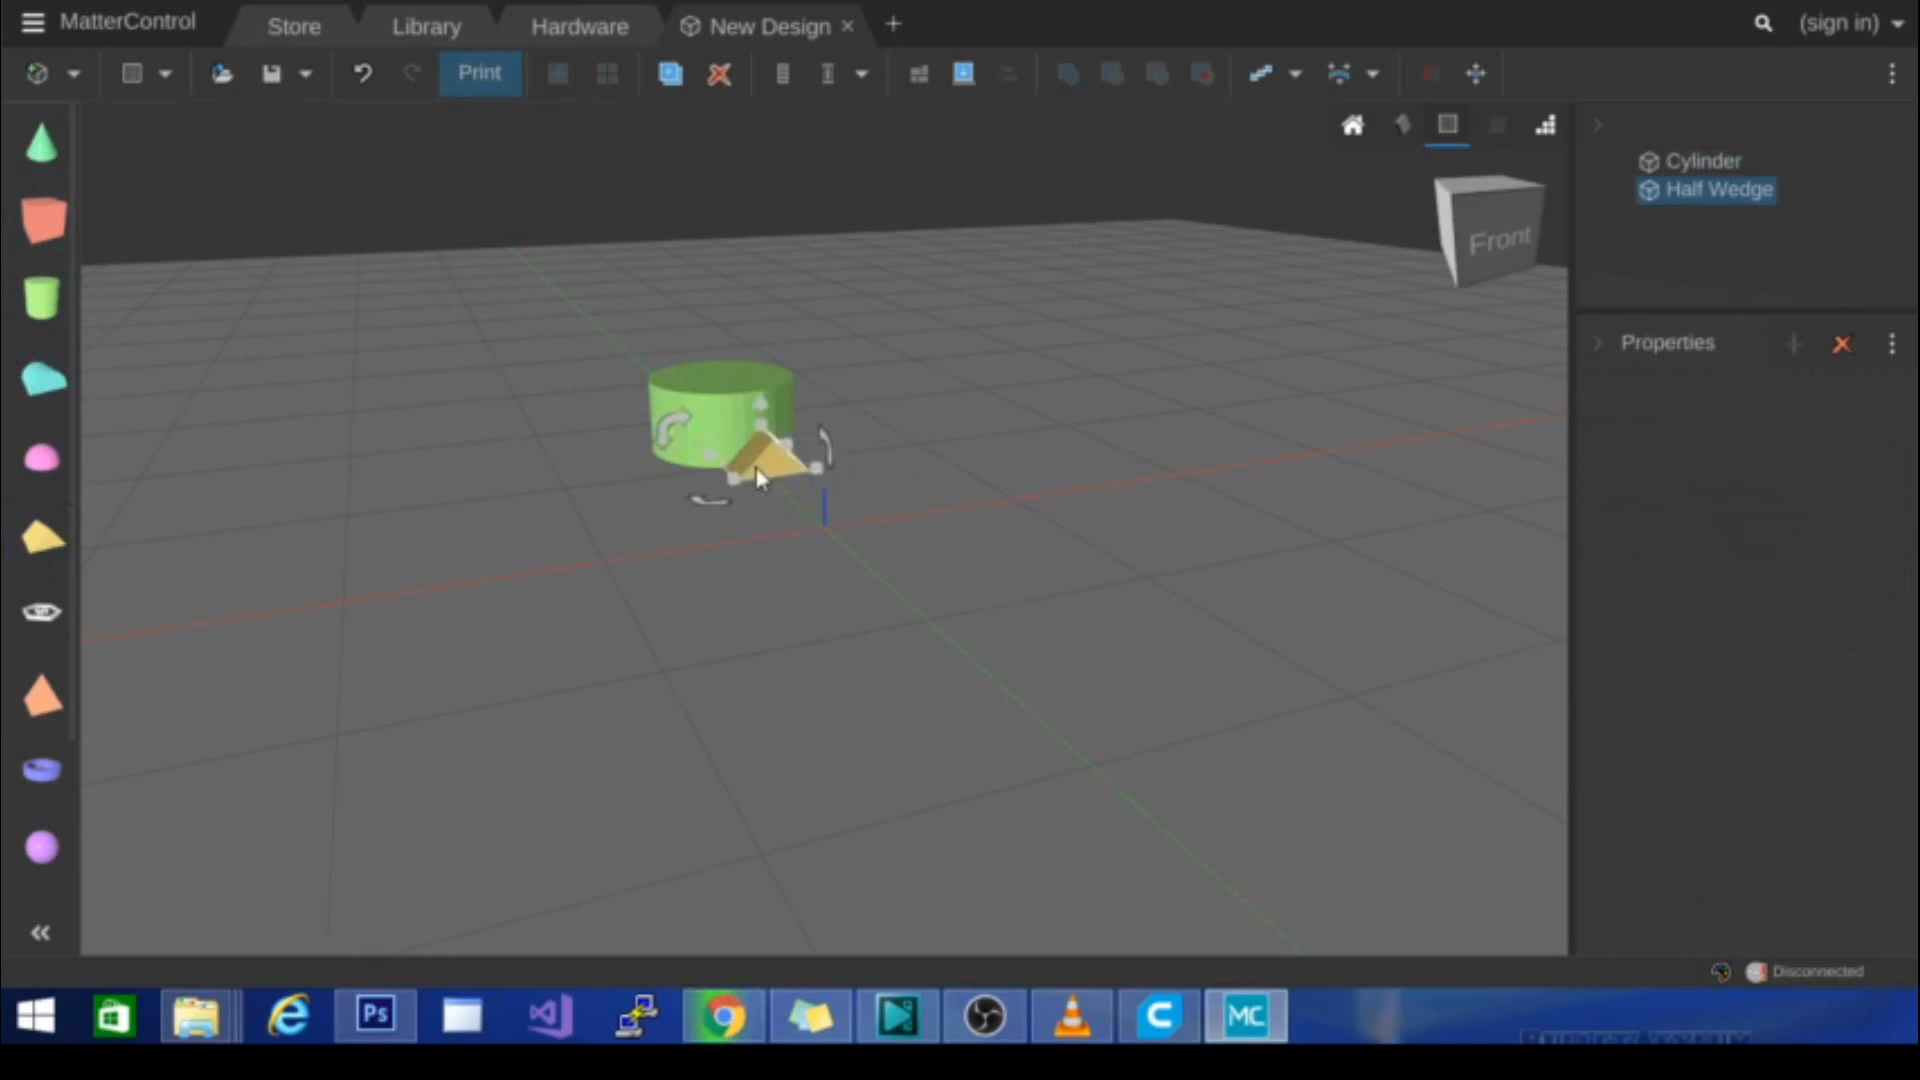 MatterControl
Store
Library
Hardware
New Design
(sign in)
Print
Cylinder
Half Wedge
Front
Properties
Disconnected
Ps
C
MC